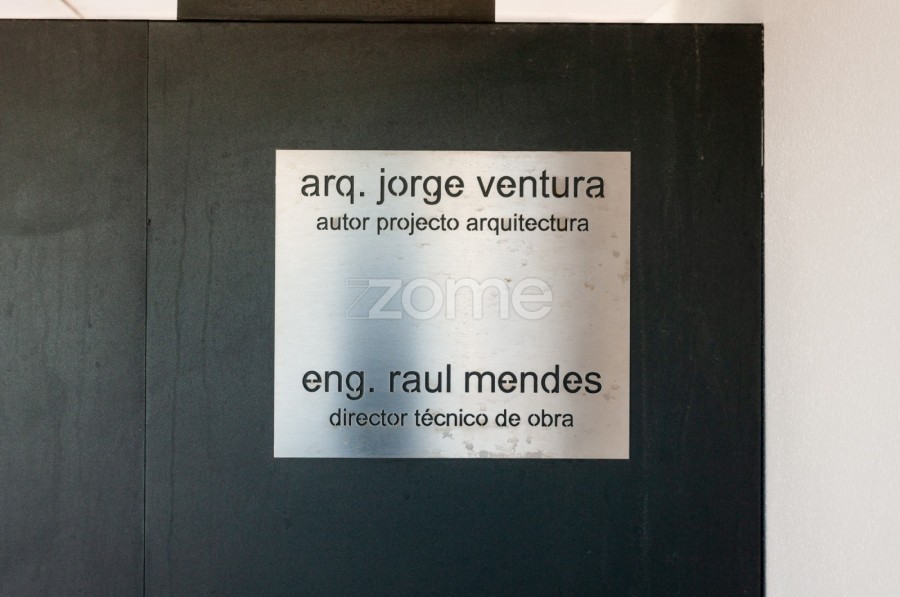 arq. jorge ventura
autor projecto arquitectura
zome
eng. raul mendes
director técnico de obra